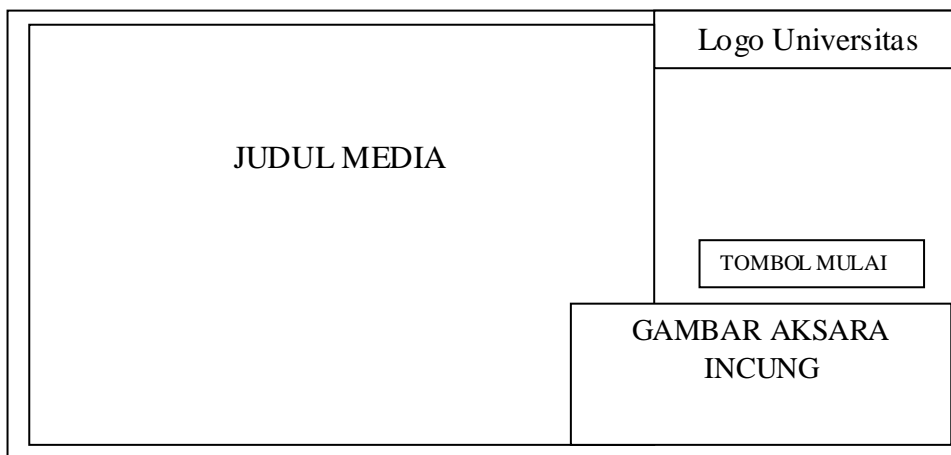 Logo Universitas
JUDUL MEDIA
TOMBOL MULAI
GAMBAR AKSARA
INCUNG